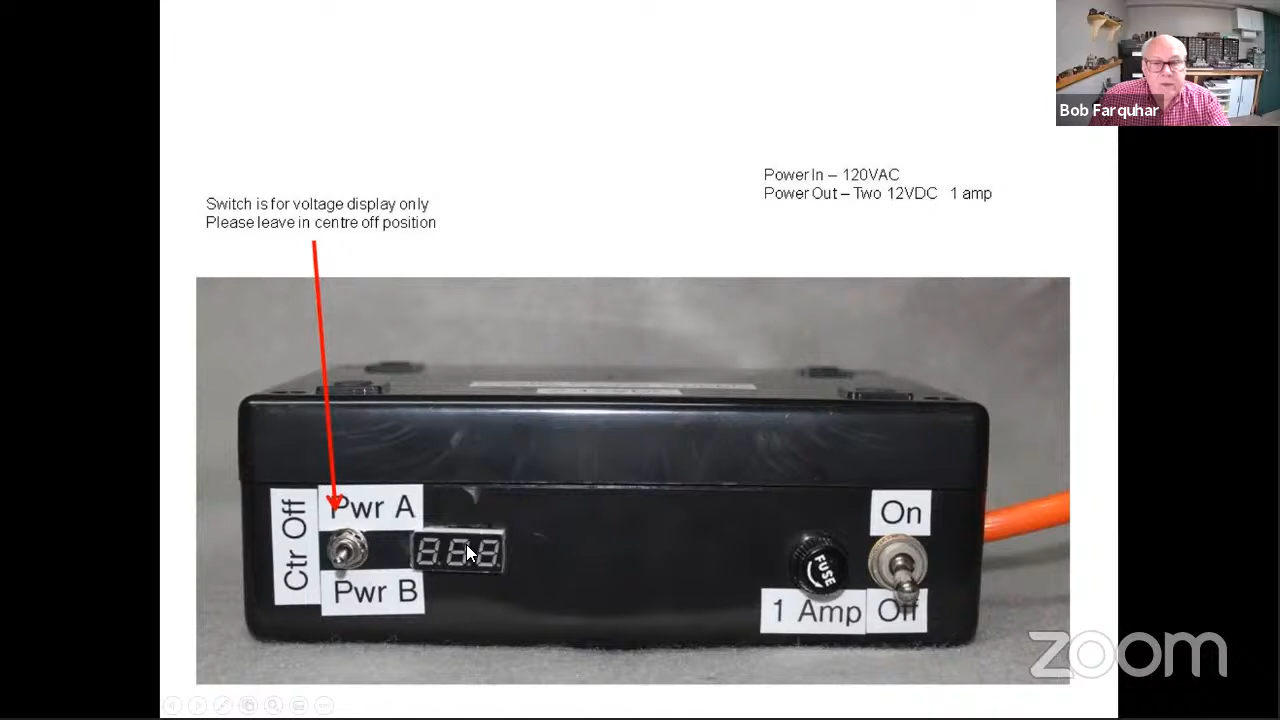 Bob Farquhar
Power In – 120VAC
Power Out – Two 12VDC 1 amp
Switch is for voltage display only
Please leave in centre off position
Ctr Off
Pwr A
Pwr B
On
FUSE
1 Amp
Off
zoom